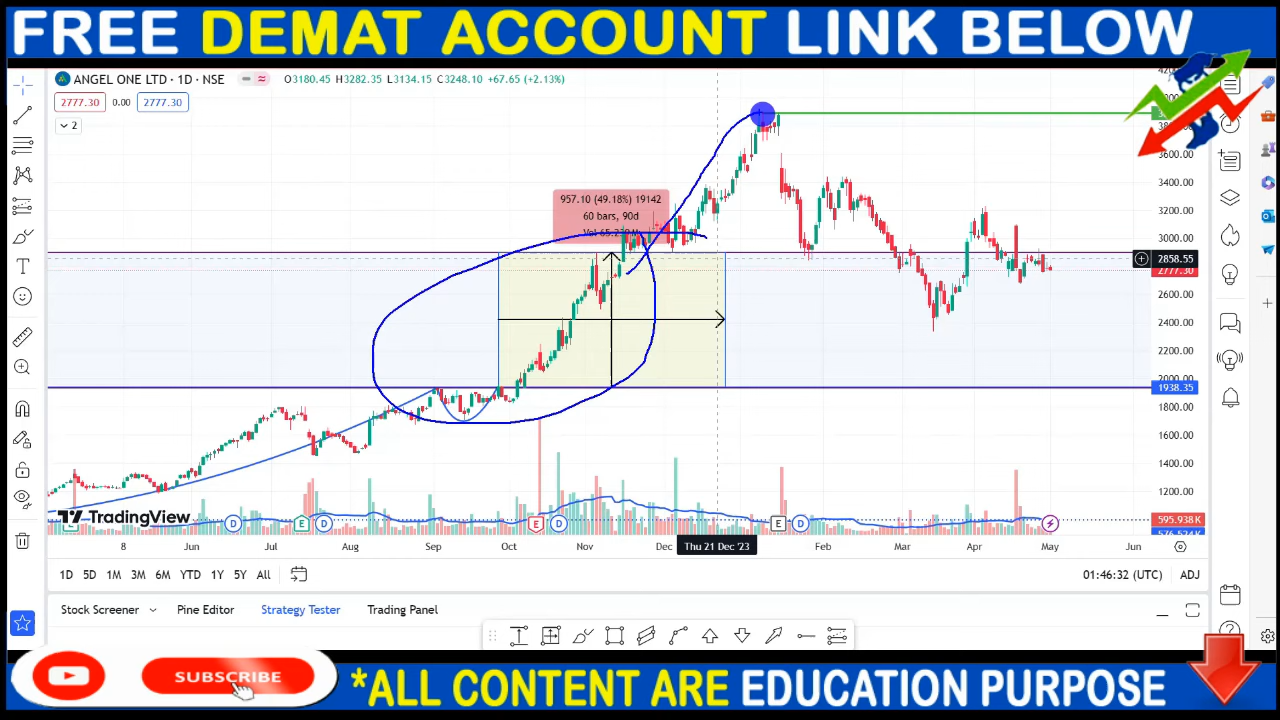 FREE DEMAT ACCOUNT LINK BELOW
ANGEL ONE LTD · 1D · NSE O3180.45 H3282.35 L3134.15 C3248.10 +67.65 (+2.13%)
2777.30 0.00 2777.30
2
957.10 (49.18%) 19142
60 bars, 90d
3600.00
3400.00
3200.00
3000.00
2858.55
2777.30
2600.00
2400.00
2200.00
2000.00
1938.35
1800.00
1600.00
1400.00
1200.00
TradingView
D E D E D E D
595.938K
8 Jun Jul Aug Sep Oct Nov Dec Thu 21 Dec '23 Feb Mar Apr May Jun
1D 5D 1M 3M 6M YTD 1Y 5Y All 01:46:32 (UTC) ADJ
Stock Screener Pine Editor Strategy Tester Trading Panel
SUBSCRIBE
*ALL CONTENT ARE EDUCATION PURPOSE